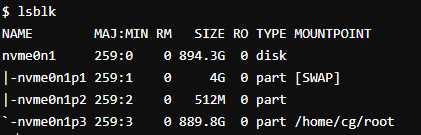 $ lsblk
NAME        MAJ:MIN RM   SIZE RO TYPE MOUNTPOINT
nvme0n1     259:0    0 894.3G  0 disk
|-nvme0n1p1 259:1    0     4G  0 part [SWAP]
|-nvme0n1p2 259:2    0   512M  0 part
`-nvme0n1p3 259:3    0 889.8G  0 part /home/cg/root